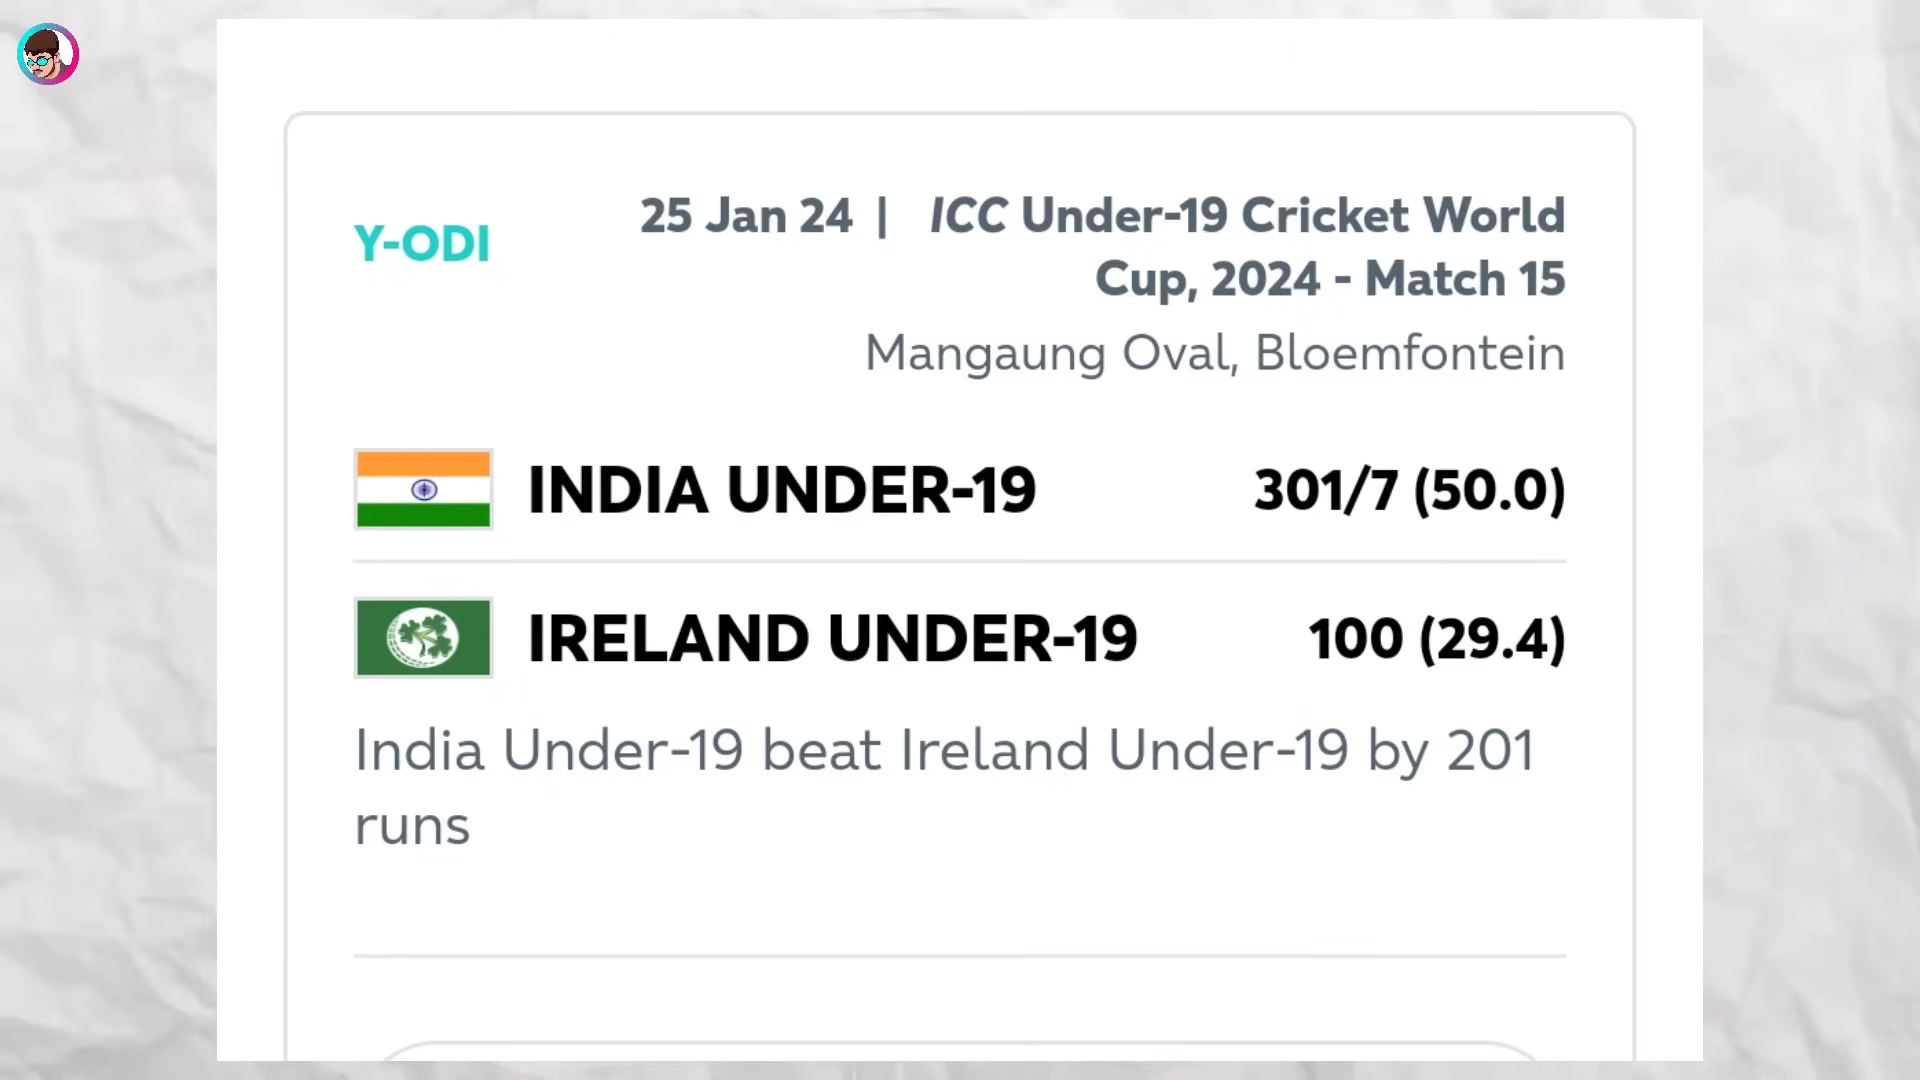 Y-ODI
25 Jan 24 | ICC Under-19 Cricket World
Cup, 2024 - Match 15
Mangaung Oval, Bloemfontein
INDIA UNDER-19 301/7 (50.0)
IRELAND UNDER-19 100 (29.4)
India Under-19 beat Ireland Under-19 by 201
runs